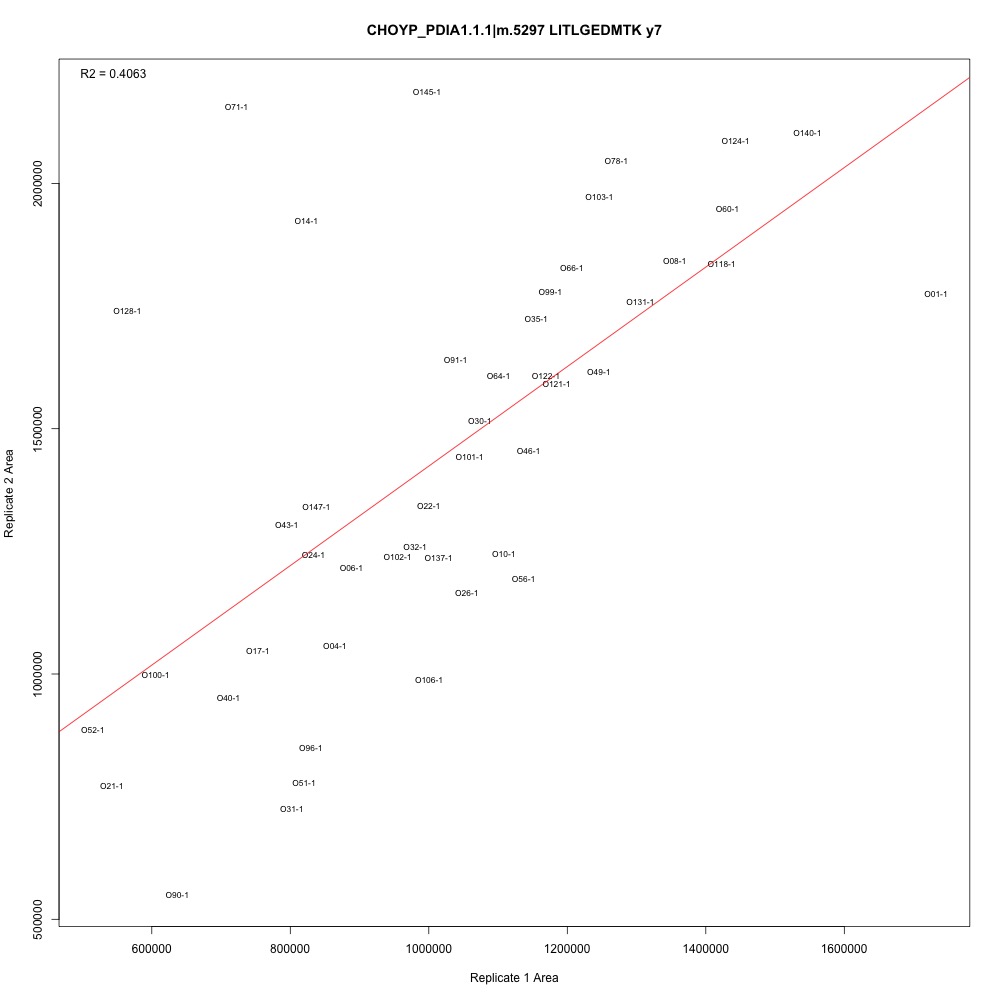 CHOYP_PDIA1.1.1|m.5297 LITLGEDMTK y7
R2 = 0.4063
O145-1
O71-1
O140-1
O124-1
O78-1
O103-1
O60-1
O14-1
O08-1
O118-1
O66-1
O99-1
O01-1
O131-1
O128-1
O35-1
O91-1
O49-1
O64-1
O122-1
O121-1
O30-1
O46-1
O101-1
O147-1
O22-1
O43-1
O32-1
O24-1
O102-1
O137-1
O10-1
O06-1
O56-1
O26-1
O04-1
O17-1
O100-1
O106-1
O40-1
O52-1
O96-1
O51-1
O21-1
O31-1
O90-1
2000000
1500000
1000000
500000
Replicate 2 Area
600000 800000 1000000 1200000 1400000 1600000
Replicate 1 Area